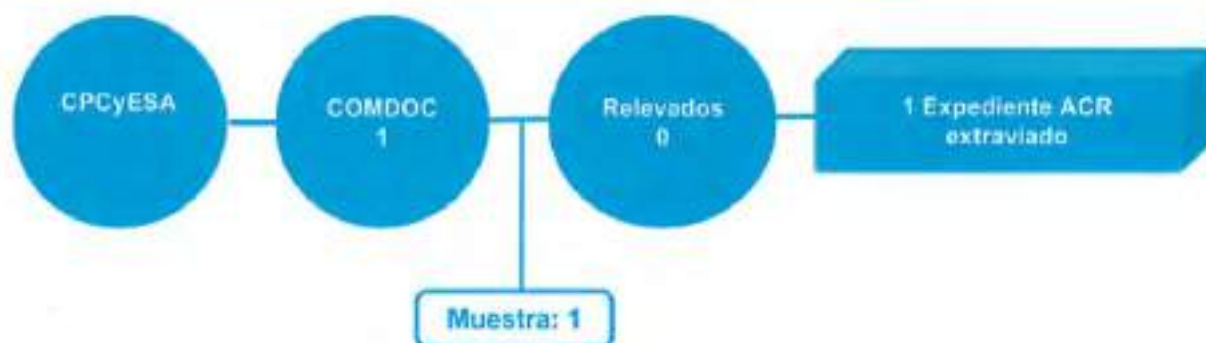 CPCyESA
COMDOC
1
Relevados
0
1 Expediente ACR
extraviado
Muestra: 1